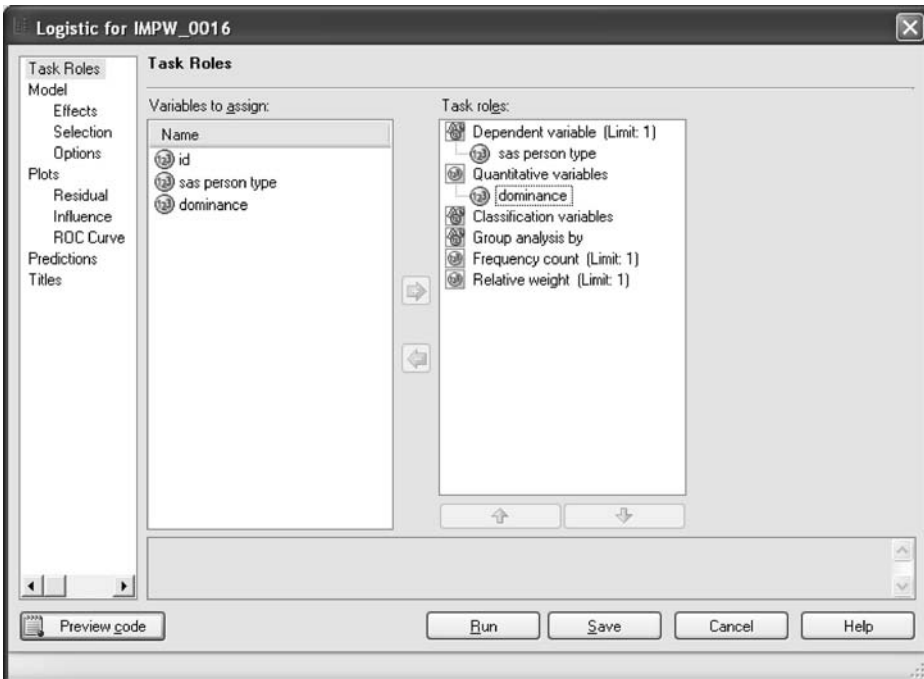 Logistic for IMPW_0016
Task Roles
Model
Effects
Selection
Options
Plots
Residual
Influence
ROC Curve
Predictions
Titles
Task Roles
Variables to assign:
Name
id
sas person type
dominance
Task roles:
Dependent variable (Limit: 1)
sas person type
Quantitative variables
dominance
Classification variables
Group analysis by
Frequency count (Limit: 1)
Relative weight (Limit: 1)
Preview code
Run
Save
Cancel
Help